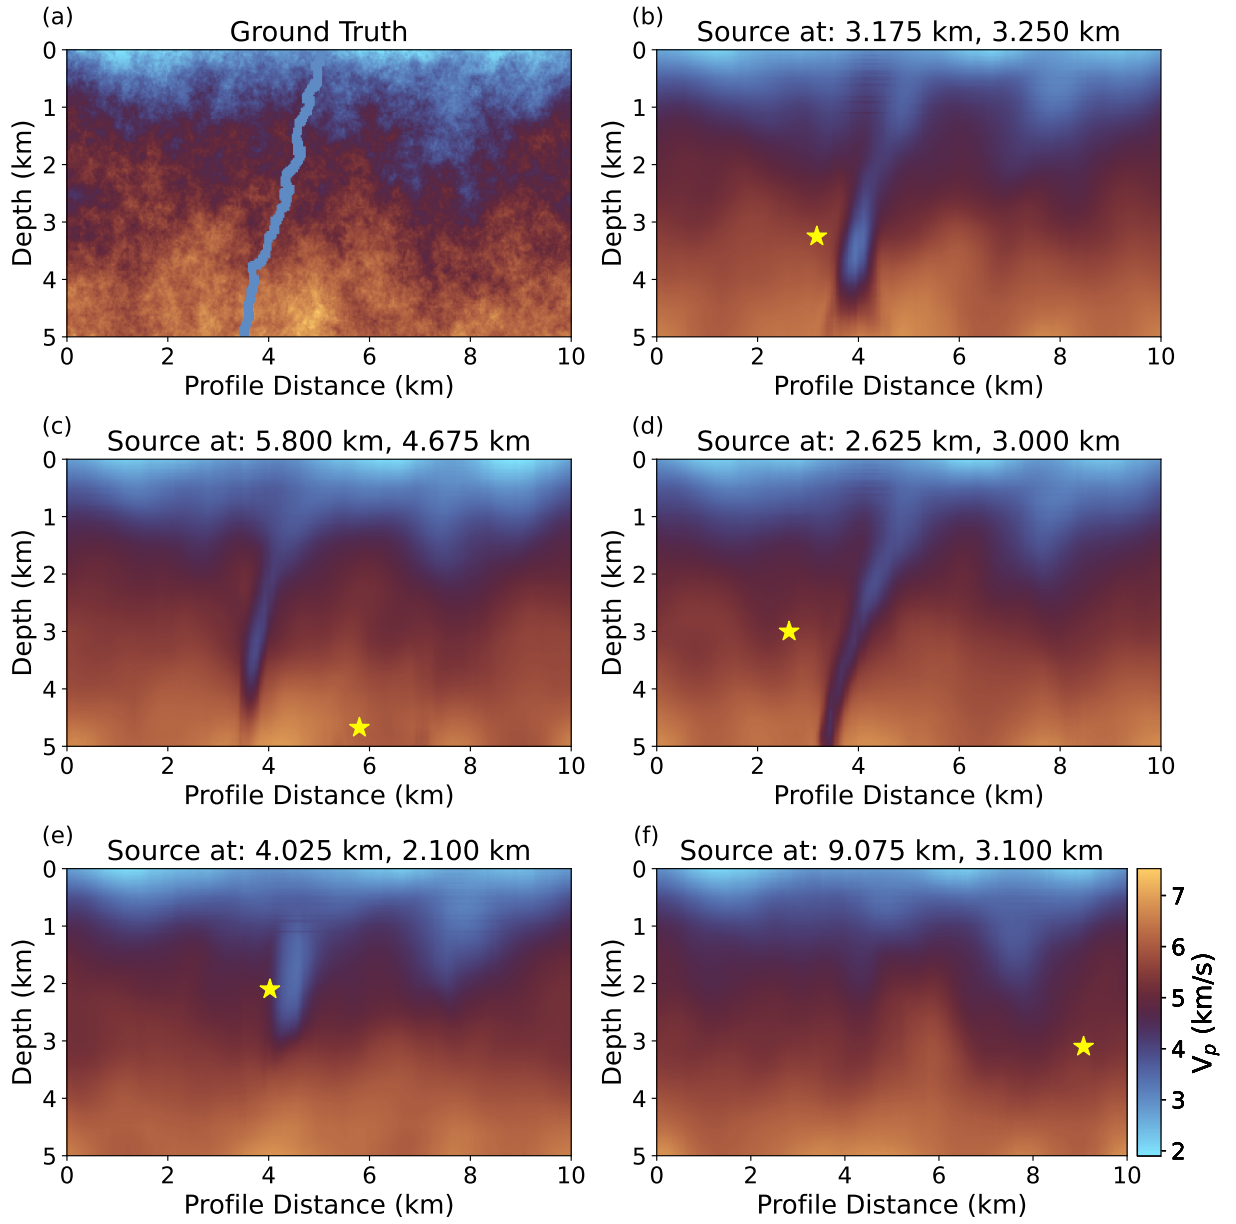 (a)
Ground Truth
0
1
2
3
4
5
Depth (km)
0 2 4 6 8 10
Profile Distance (km)
(b)
Source at: 3.175 km, 3.250 km
0
1
2
3
4
5
Depth (km)
0 2 4 6 8 10
Profile Distance (km)
(c)
Source at: 5.800 km, 4.675 km
0
1
2
3
4
5
Depth (km)
0 2 4 6 8 10
Profile Distance (km)
(d)
Source at: 2.625 km, 3.000 km
0
1
2
3
4
5
Depth (km)
0 2 4 6 8 10
Profile Distance (km)
(e)
Source at: 4.025 km, 2.100 km
0
1
2
3
4
5
Depth (km)
0 2 4 6 8 10
Profile Distance (km)
(f)
Source at: 9.075 km, 3.100 km
0
1
2
3
4
5
Depth (km)
0 2 4 6 8 10
Profile Distance (km)
7
6
5
4
3
2
Vp (km/s)